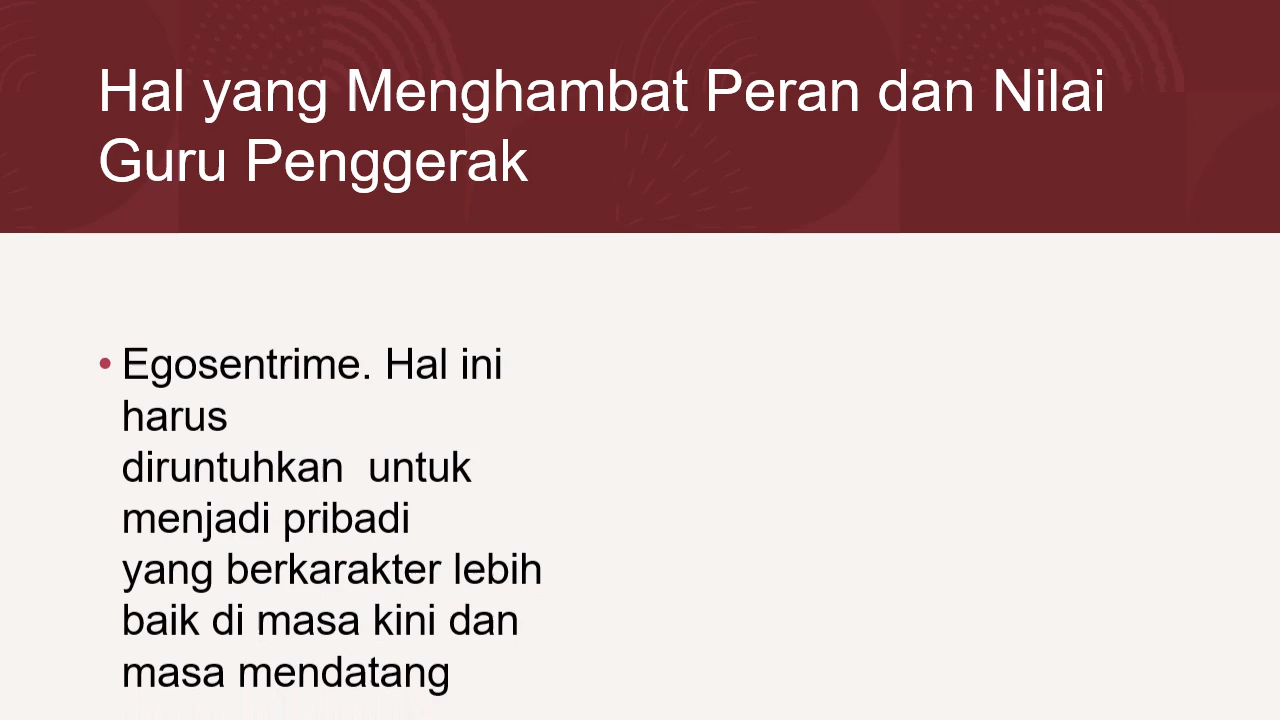 Hal yang Menghambat Peran dan Nilai
Guru Penggerak
• Egosentrime. Hal ini
harus
diruntuhkan  untuk
menjadi pribadi
yang berkarakter lebih
baik di masa kini dan
masa mendatang